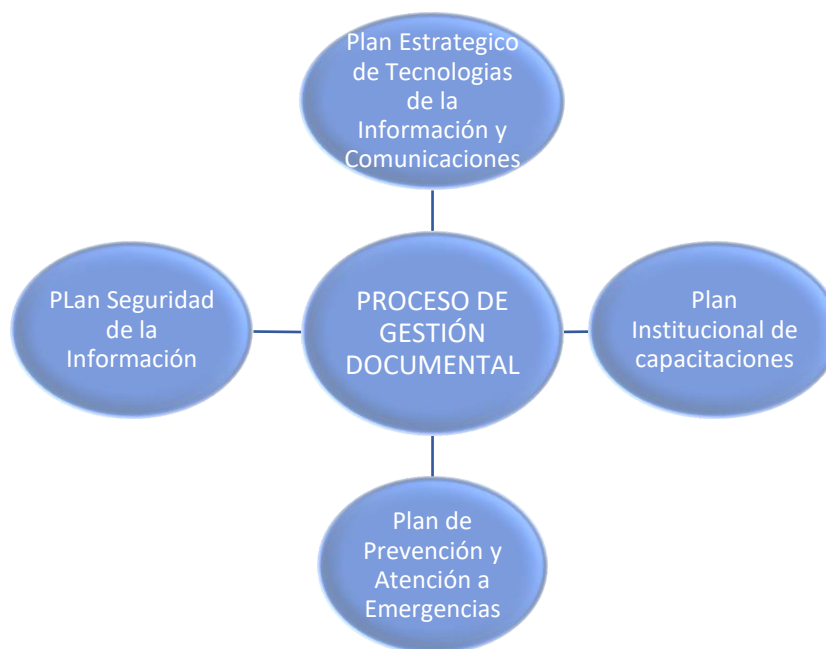 Plan Estrategico
de Tecnologias
de la
Información y
Comunicaciones
PLan Seguridad
de la
Información
PROCESO DE
GESTIÓN
DOCUMENTAL
Plan
Institucional de
capacitaciones
Plan de
Prevención y
Atención a
Emergencias